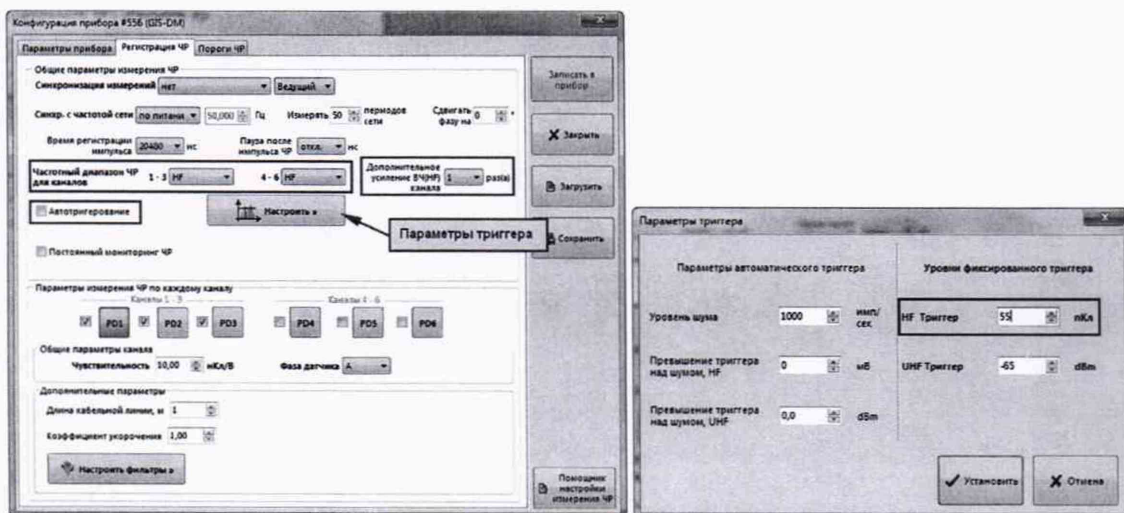 Конфигурация прибора #556 (GIS-DM)
Параметры прибора Регистрация ЧР Пороги ЧР
Общие параметры измерения ЧР
Синхронизация измерений нет Ведущий
Синхр. с частотой сети по питани 50,000 Гц Измерять 50 периодов сети Сдвигать фазу на 0 °
Время регистрации импульса 20480 нс Пауза после импульса ЧР откл. нс
Частотный диапазон ЧР для каналов 1 - 3 HF 4 - 6 HF
Дополнительное усиление ВЧ(HF) канала 1 раз(а)
Автотригерование
Настроить »
Параметры триггера
Постоянный мониторинг ЧР
Параметры измерения ЧР по каждому каналу
Каналы 1 - 3 Каналы 4 - 6
PD1 PD2 PD3 PD4 PD5 PD6
Общие параметры канала
Чувствительность 10,00 нКл/В Фаза датчика A
Дополнительные параметры
Длина кабельной линии, м 1
Коэффициент укорочения 1,00
Настроить фильтры »
Записать в прибор
Закрыть
Загрузить
Сохранить
Помощник настройки измерения ЧР
Параметры триггера
Параметры автоматического триггера
Уровень шума 1000 имп/сек
Превышение триггера над шумом, HF 0 мВ
Превышение триггера над шумом, UHF 0,0 dBm
Уровни фиксированного триггера
HF Триггер 55 пКл
UHF Триггер -65 dBm
Установить Отмена